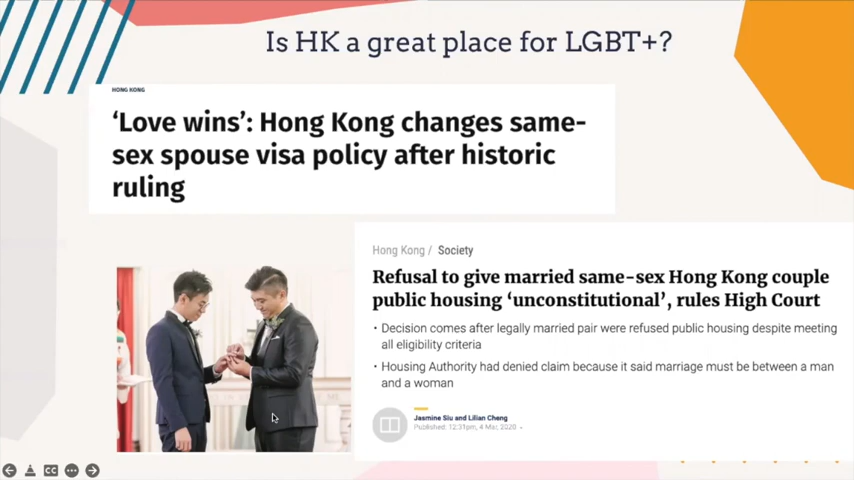 Is HK a great place for LGBT+?
HONG KONG
‘Love wins’: Hong Kong changes same-
sex spouse visa policy after historic
ruling
Hong Kong / Society
Refusal to give married same-sex Hong Kong couple
public housing ‘unconstitutional’, rules High Court
• Decision comes after legally married pair were refused public housing despite meeting
all eligibility criteria
• Housing Authority had denied claim because it said marriage must be between a man
and a woman
Jasmine Siu and Lilian Cheng
Published: 12:31pm, 4 Mar, 2020
CC